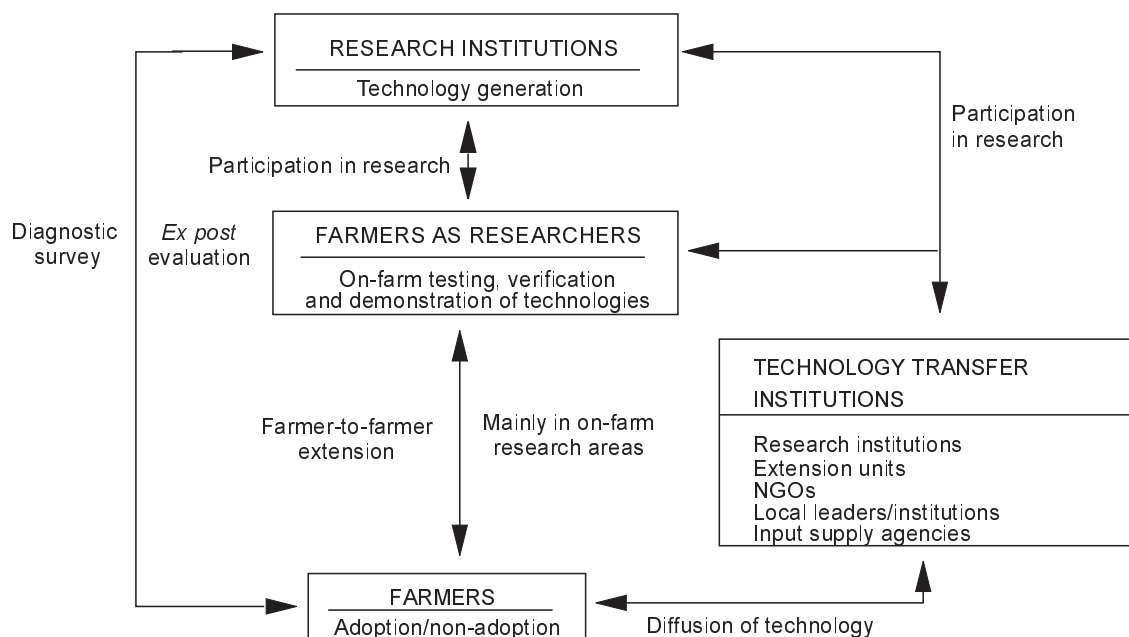 RESEARCH INSTITUTIONS
Technology generation
Participation
in research
Participation in research
Diagnostic
survey
Ex post
evaluation
FARMERS AS RESEARCHERS
On-farm testing, verification
and demonstration of technologies
TECHNOLOGY TRANSFER
INSTITUTIONS
Research institutions
Extension units
NGOs
Local leaders/institutions
Input supply agencies
Farmer-to-farmer
extension
Mainly in on-farm
research areas
FARMERS
Adoption/non-adoption
Diffusion of technology